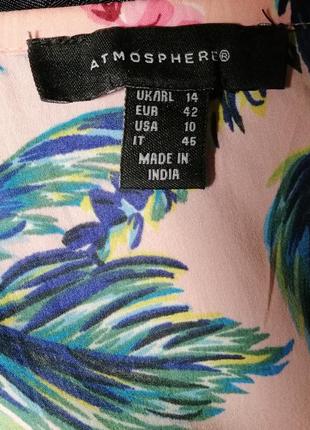 ATMOSPHERE®
UK/IRL 14
EUR 42
USA 10
IT 46
MADE IN
INDIA